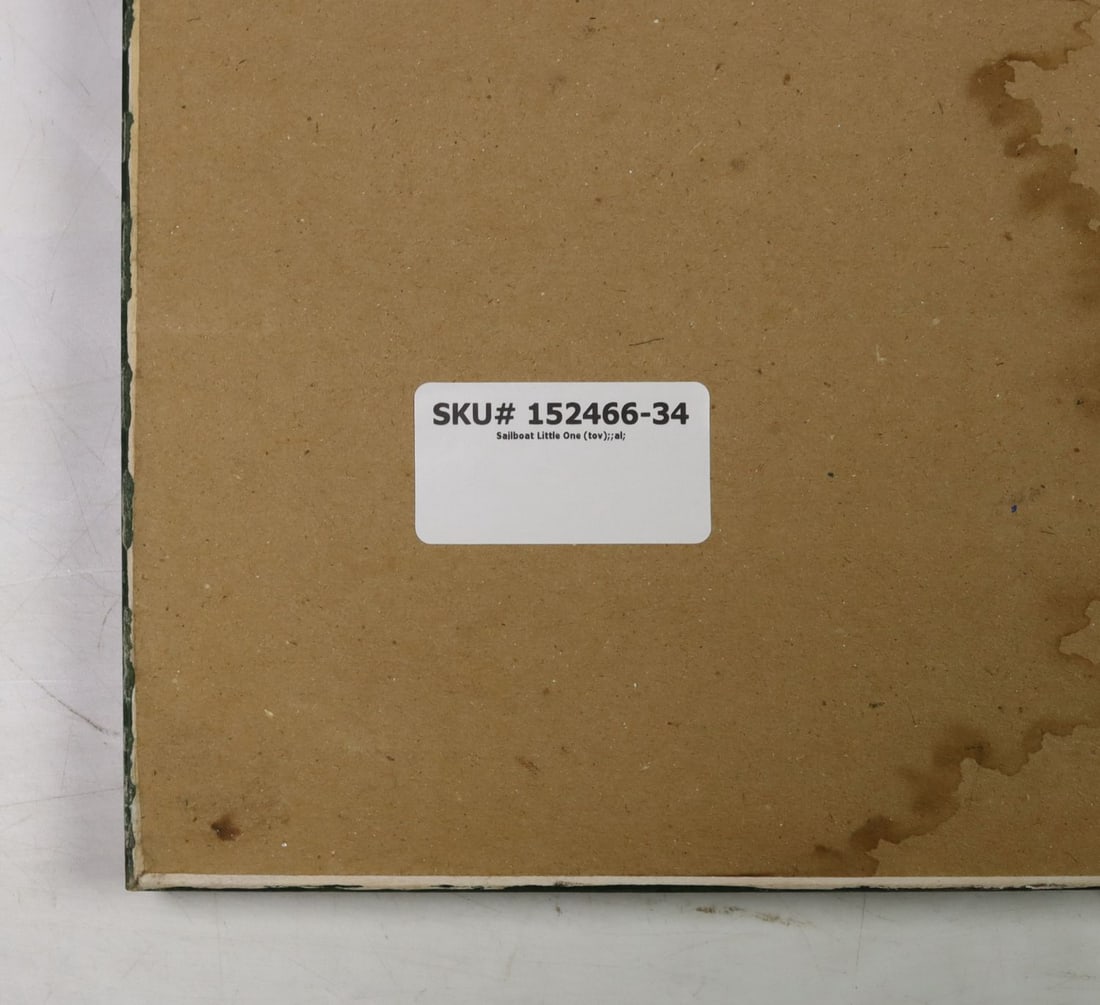 SKU# 152466-34
Sailboat Little One (tov);;al;